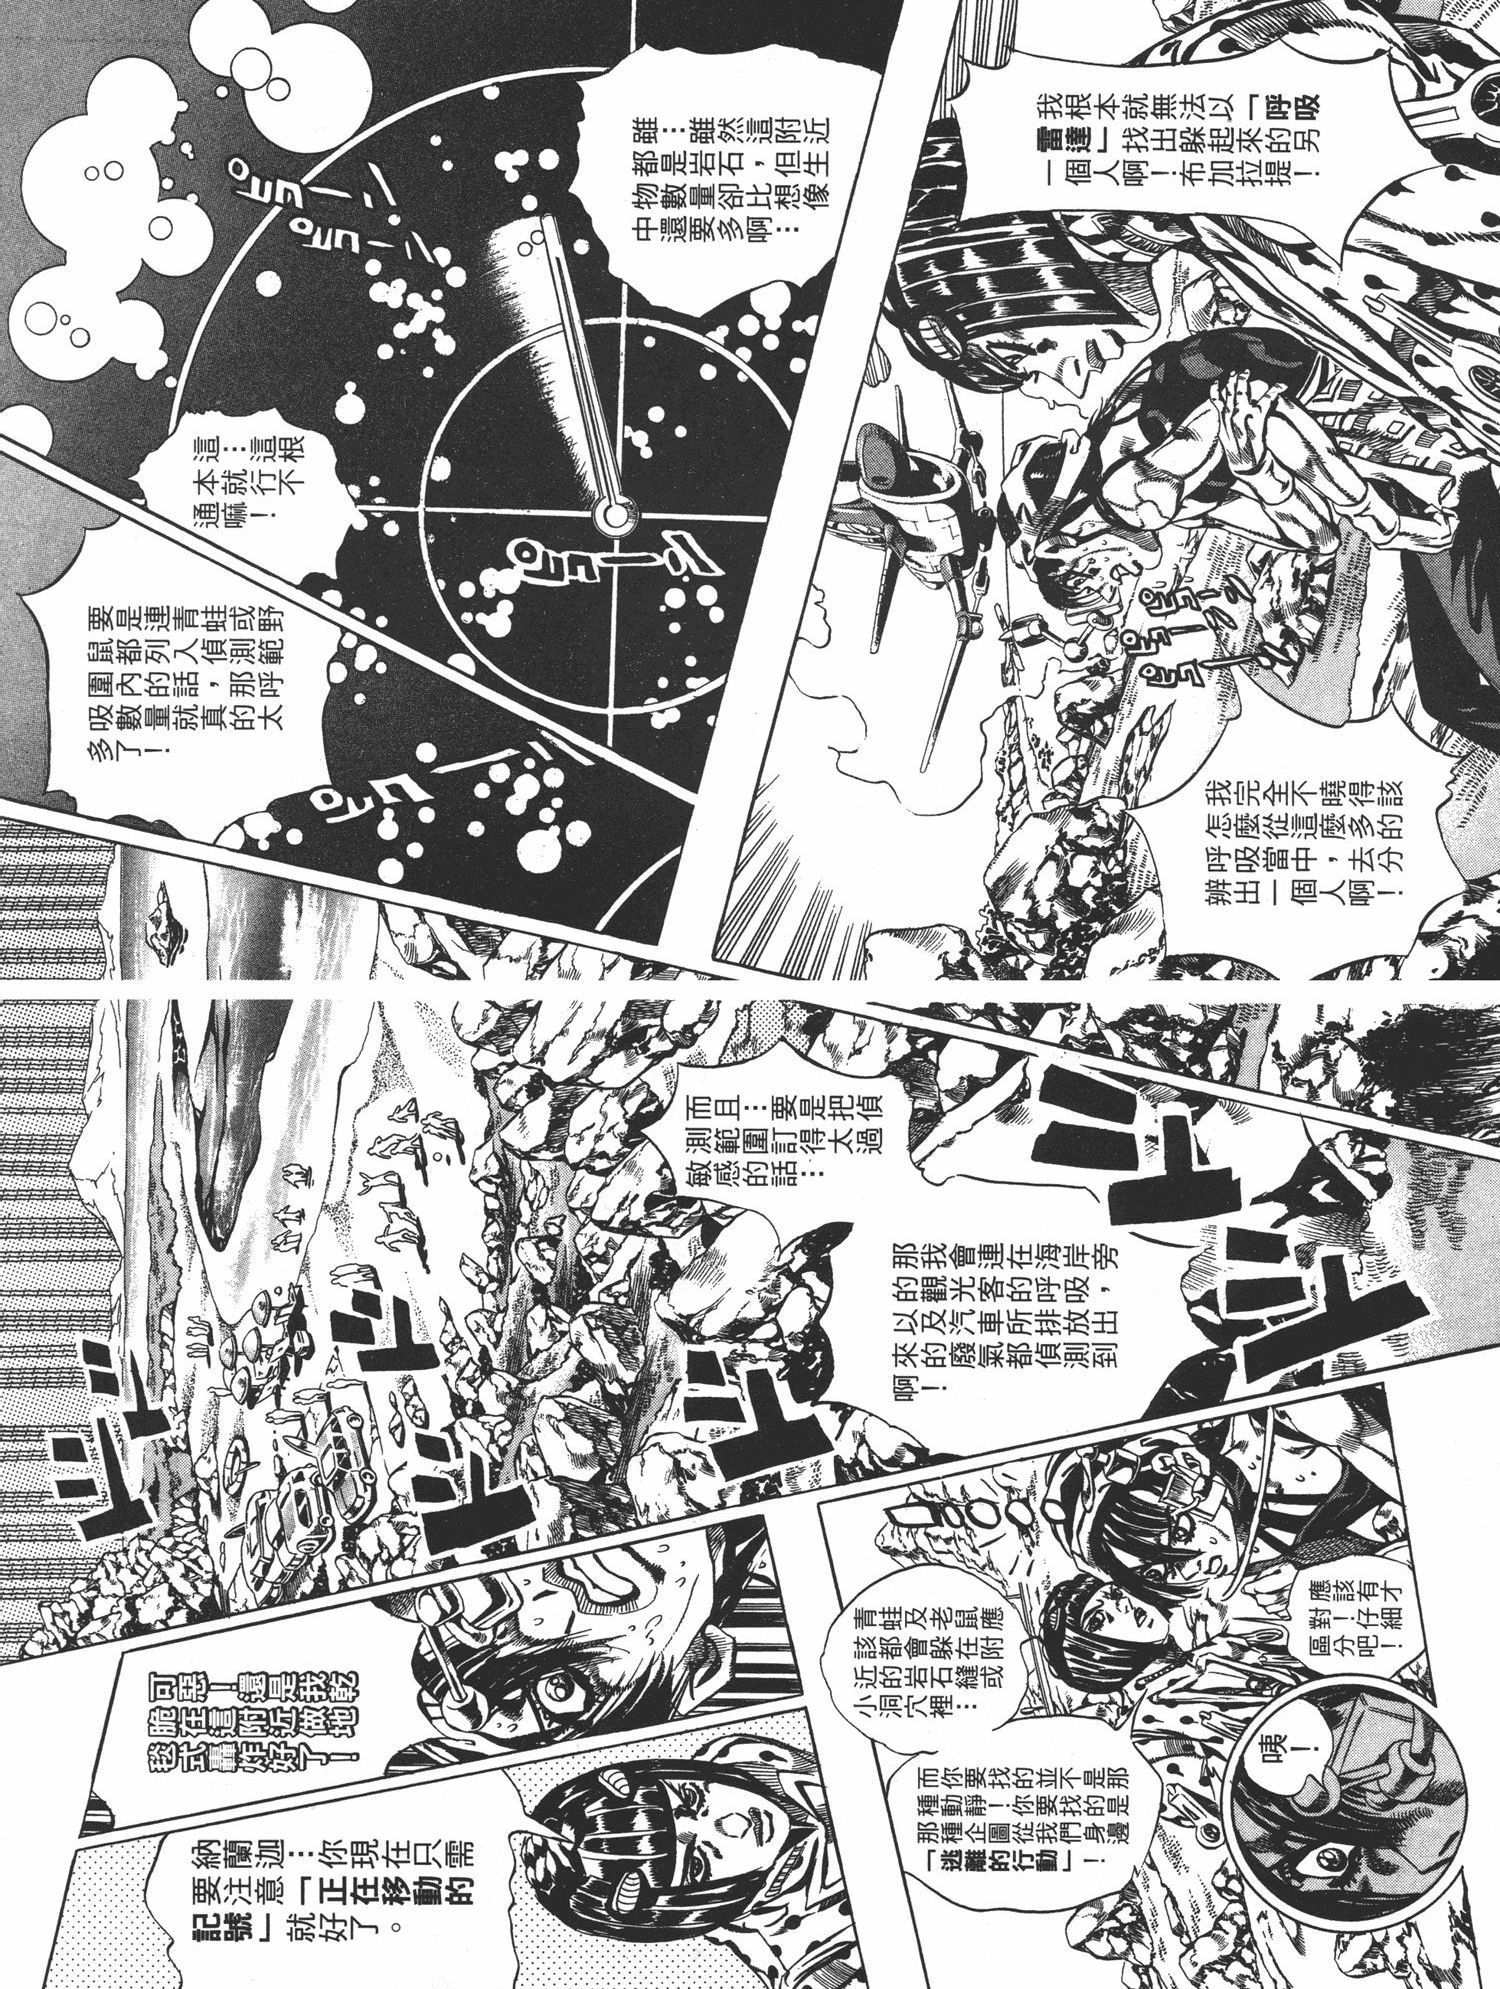 雖…雖然這附近
都是岩石，但生
物數量卻比想像
中還要多啊…
這…這根
本就行不
通嘛！
要是連青蛙或野
鼠都列入偵測範
圍內的話，那呼
吸數量就真的太
多了！
我根本就無法以「呼吸
雷達」找出躲起來的另
一個人啊！布加拉提！
我完全不曉得該
怎麼從這麼多的
呼吸當中，去分
辨出一個人啊！
而且…要是把偵
測範圍訂得太過
敏感的話…
那我會連在海岸旁
的觀光客的呼吸，
以及汽車所排放出
來的廢氣都偵測到
啊！
可惡！還是我乾
脆在這附近做地
毯式轟炸好了！
納蘭迦…你現在只需
要注意「正在移動的
記號」就好了。
青蛙及老鼠應
該都會躲在附
近的岩石縫或
小洞穴裡…
應該有才
對！仔細
區分吧！
而你要找的並不是那
種動靜！你要找的是
那種企圖從我們身邊
「逃離的行動」！
咦！